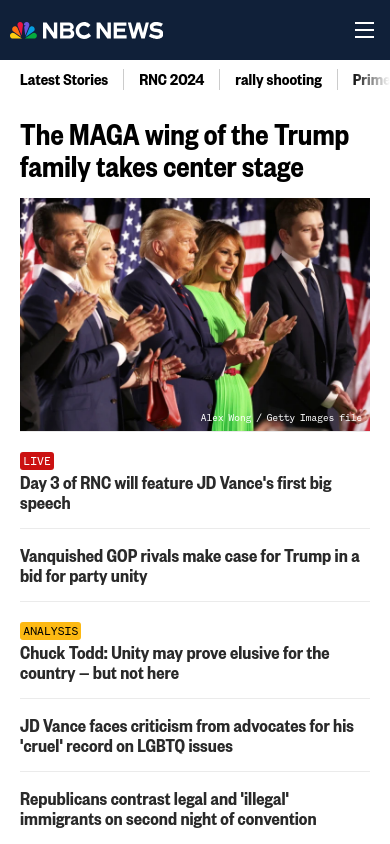 NBC NEWS
Latest Stories
RNC 2024
rally shooting
Prime
The MAGA wing of the Trump
family takes center stage
Alex Wong / Getty Images file
LIVE
Day 3 of RNC will feature JD Vance's first big
speech
Vanquished GOP rivals make case for Trump in a
bid for party unity
ANALYSIS
Chuck Todd: Unity may prove elusive for the
country — but not here
JD Vance faces criticism from advocates for his
'cruel' record on LGBTQ issues
Republicans contrast legal and 'illegal'
immigrants on second night of convention